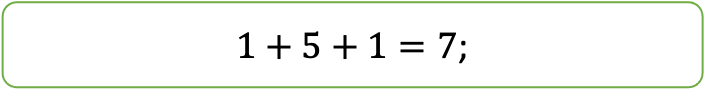 1 + 5 + 1 = 7;